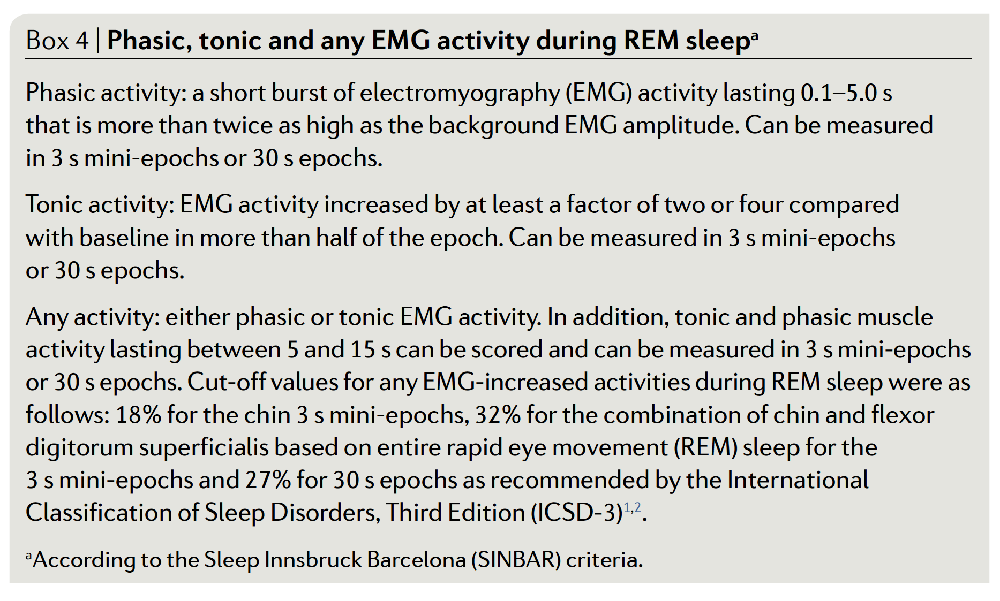 Box 4 | Phasic, tonic and any EMG activity during REM sleepᵃ
Phasic activity: a short burst of electromyography (EMG) activity lasting 0.1–5.0 s
that is more than twice as high as the background EMG amplitude. Can be measured
in 3 s mini-epochs or 30 s epochs.
Tonic activity: EMG activity increased by at least a factor of two or four compared
with baseline in more than half of the epoch. Can be measured in 3 s mini-epochs
or 30 s epochs.
Any activity: either phasic or tonic EMG activity. In addition, tonic and phasic muscle
activity lasting between 5 and 15 s can be scored and can be measured in 3 s mini-epochs
or 30 s epochs. Cut-off values for any EMG-increased activities during REM sleep were as
follows: 18% for the chin 3 s mini-epochs, 32% for the combination of chin and flexor
digitorum superficialis based on entire rapid eye movement (REM) sleep for the
3 s mini-epochs and 27% for 30 s epochs as recommended by the International
Classification of Sleep Disorders, Third Edition (ICSD-3)¹,².
ᵃAccording to the Sleep Innsbruck Barcelona (SINBAR) criteria.